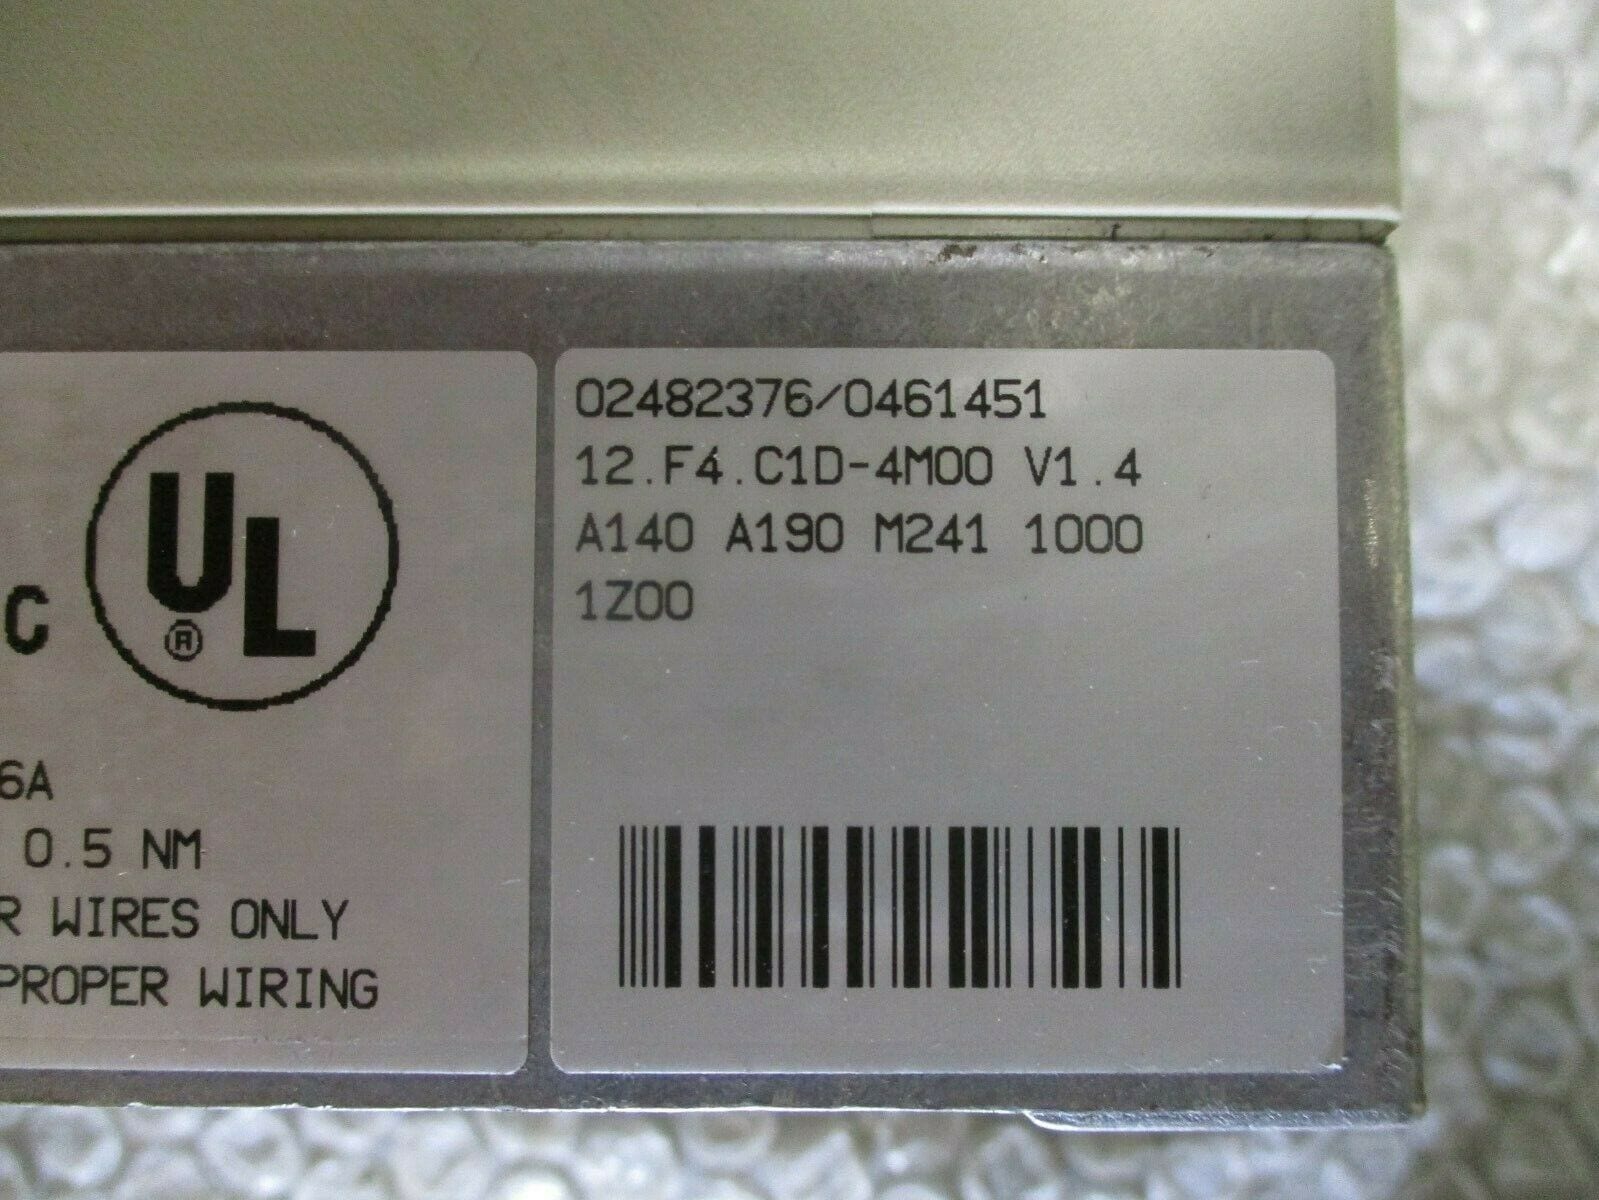 02482376/0461451
12.F4.C1D-4M00 V1.4
A140 A190 M241 1000
1Z00
C
UL
®
6A
0.5 NM
R WIRES ONLY
PROPER WIRING